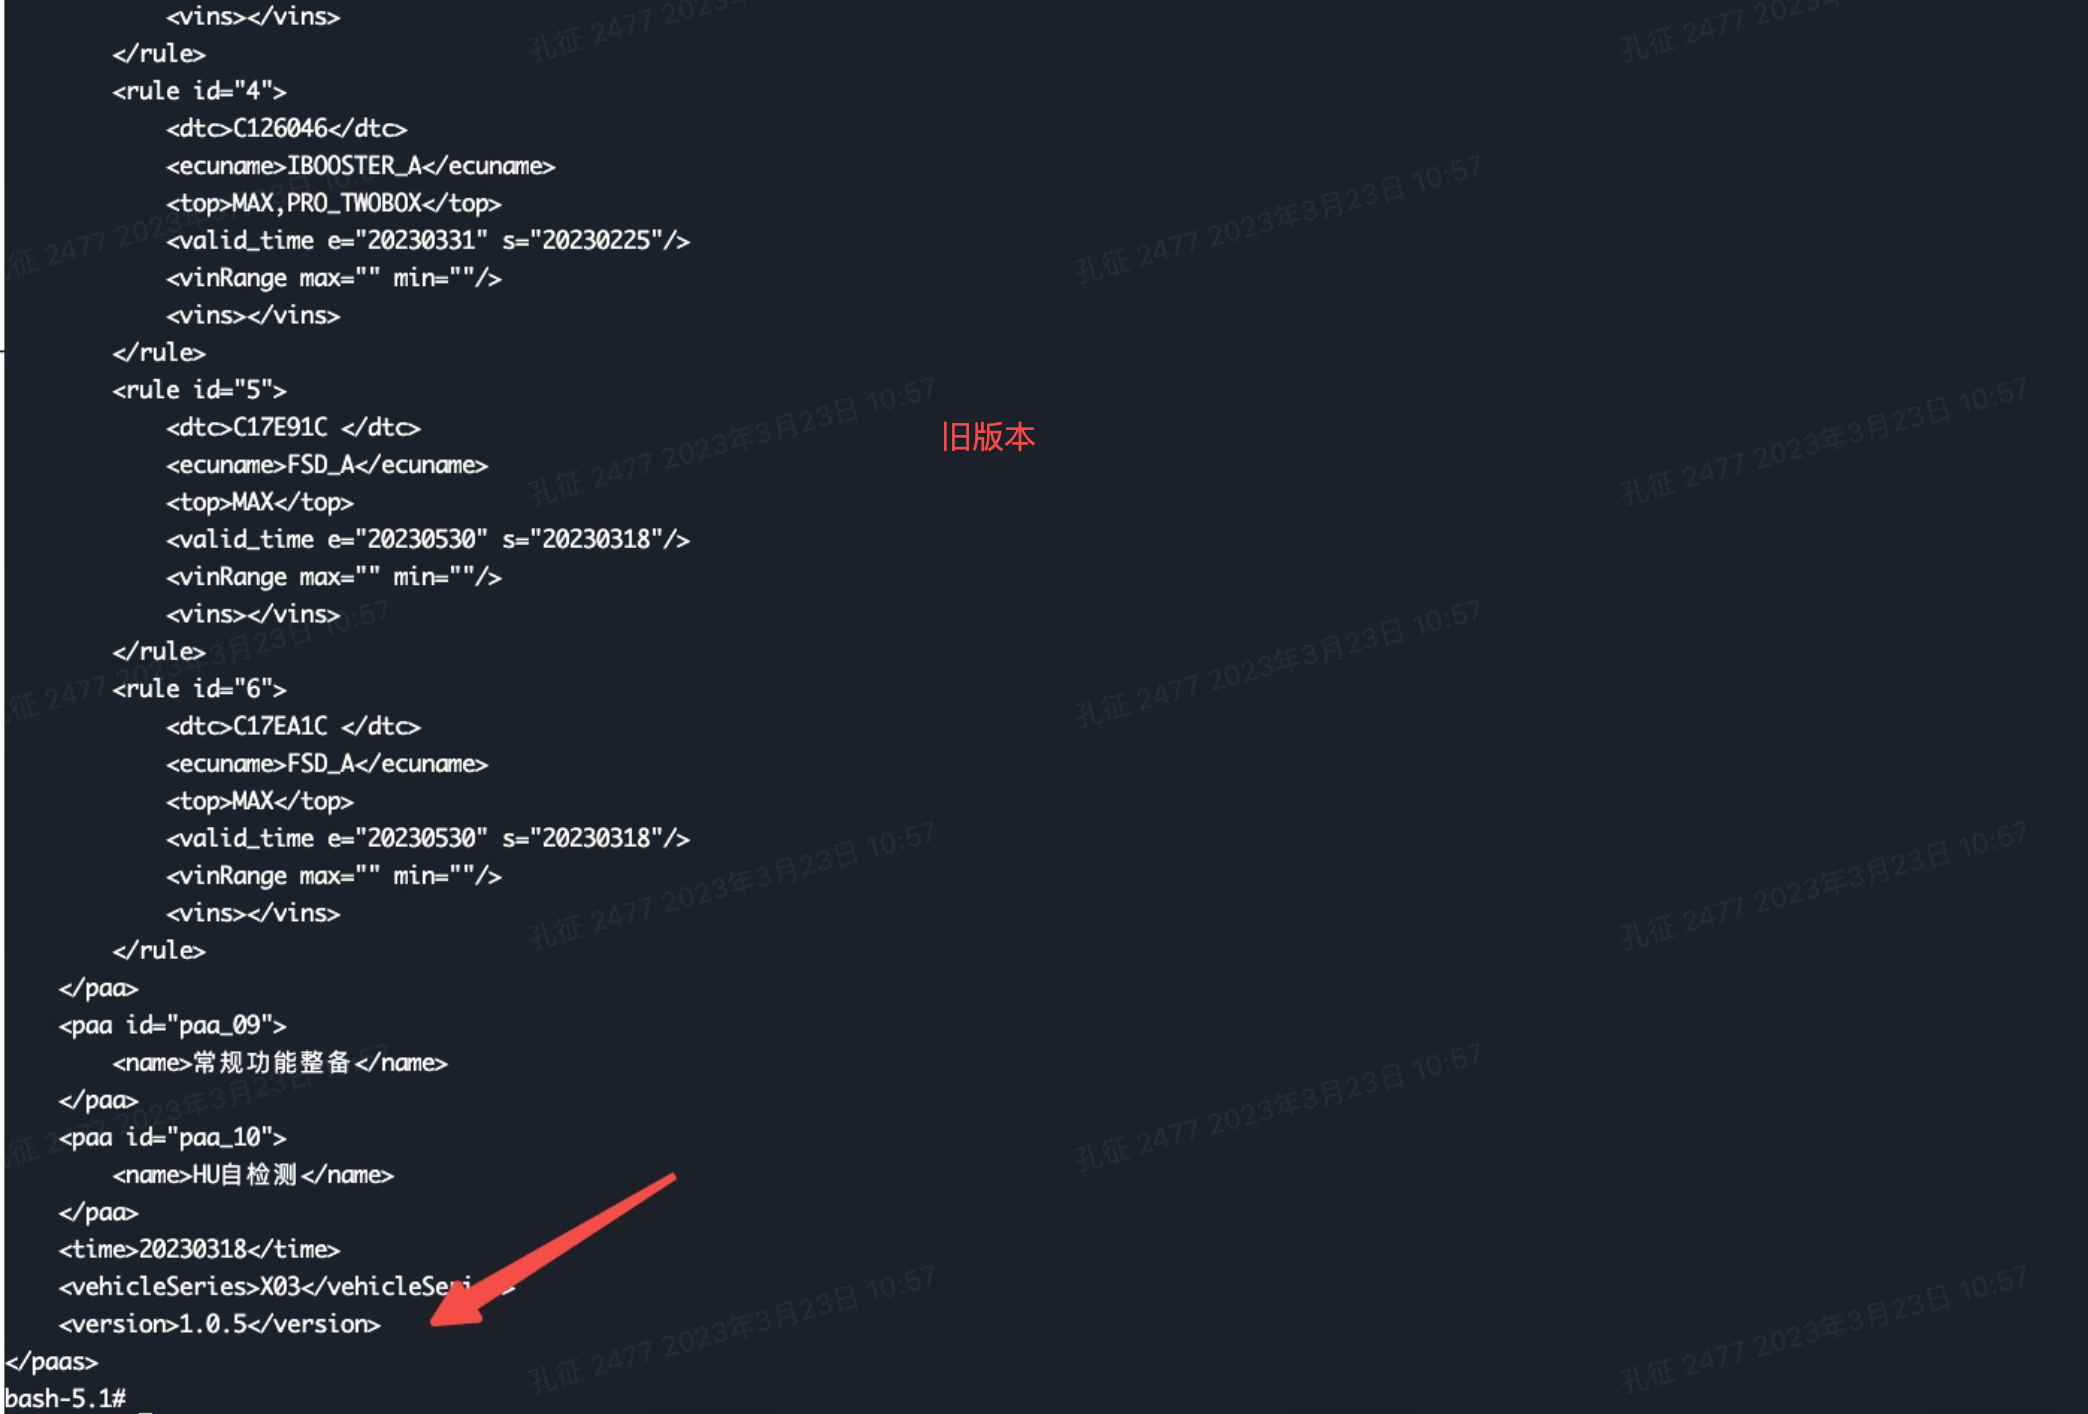 <vins></vins>
</rule>
<rule id="4">
<dtc>C126046</dtc>
<ecuname>IBOOSTER_A</ecuname>
<top>MAX,PRO_TWOBOX</top>
<valid_time e="20230331" s="20230225"/>
<vinRange max="" min=""/>
<vins></vins>
</rule>
<rule id="5">
<dtc>C17E91C </dtc>
旧版本
<ecuname>FSD_A</ecuname>
<top>MAX</top>
<valid_time e="20230530" s="20230318"/>
<vinRange max="" min=""/>
<vins></vins>
</rule>
<rule id="6">
<dtc>C17EA1C </dtc>
<ecuname>FSD_A</ecuname>
<top>MAX</top>
<valid_time e="20230530" s="20230318"/>
<vinRange max="" min=""/>
<vins></vins>
</rule>
</paa>
<paa id="paa_09">
<name>常规功能整备</name>
</paa>
<paa id="paa_10">
<name>HU自检测</name>
</paa>
<time>20230318</time>
<vehicleSeries>X03</vehicleSeri >
<version>1.0.5</version>
</paas>
bash-5.1#
孔征 2477 2023年3月23日 10:57